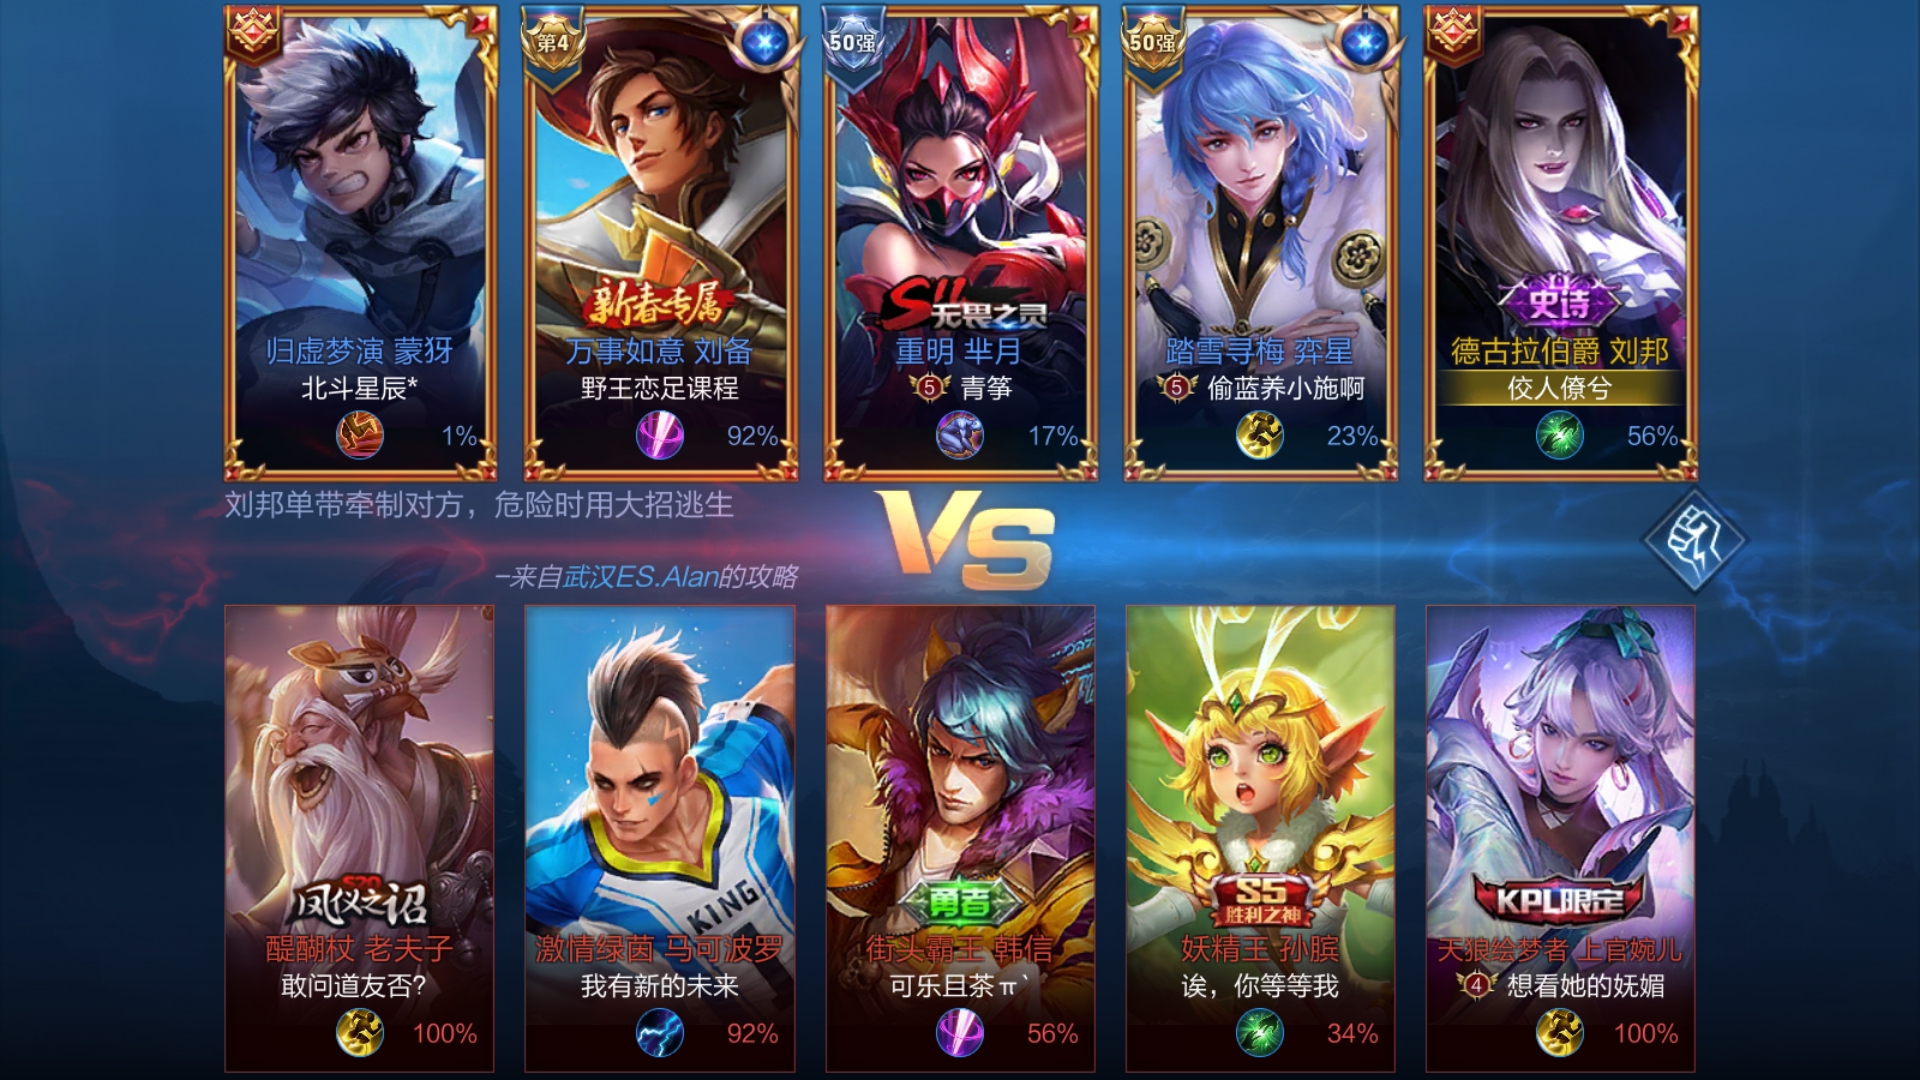 第4
50强
50强
新春专属
S11无畏之灵
史诗
归虚梦演 蒙犽
万事如意 刘备
重明 芈月
踏雪寻梅 弈星
德古拉伯爵 刘邦
北斗星辰*
野王恋足课程
5 青筝
5 偷蓝养小施啊
佼人僚兮
1%
92%
17%
23%
56%
刘邦单带牵制对方，危险时用大招逃生
VS
–来自武汉ES.Alan的攻略
KING
S20
凤仪之诏
勇者
S5
胜利之神
KPL限定
醍醐杖 老夫子
激情绿茵 马可波罗
街头霸王 韩信
妖精王 孙膑
天狼绘梦者 上官婉儿
敢问道友否?
我有新的未来
可乐且茶π`
诶，你等等我
4 想看她的妩媚
100%
92%
56%
34%
100%